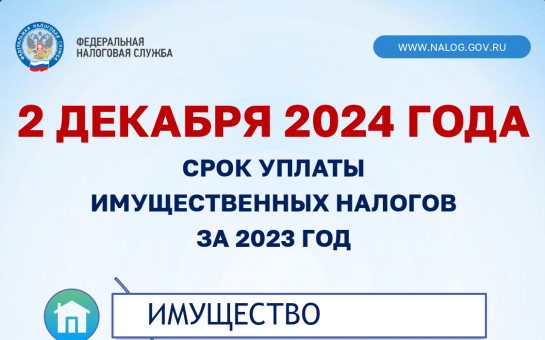 ФЕДЕРАЛЬНАЯ
НАЛОГОВАЯ СЛУЖБА
WWW.NALOG.GOV.RU
2 ДЕКАБРЯ 2024 ГОДА
СРОК УПЛАТЫ
ИМУЩЕСТВЕННЫХ НАЛОГОВ
ЗА 2023 ГОД
ИМУЩЕСТВО